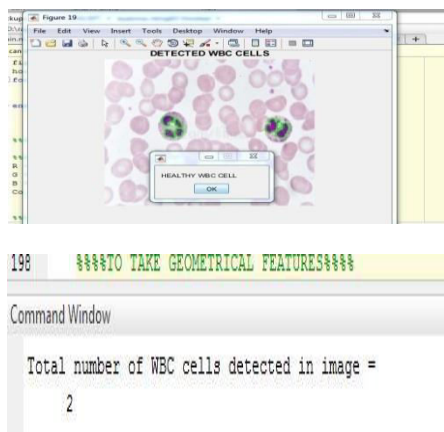 Figure 19
File Edit View Insert Tools Desktop Window Help
DETECTED WBC CELLS
HEALTHY WBC CELL
OK
198 %%%%TO TAKE GEOMETRICAL FEATURES%%%%
Command Window
Total number of WBC cells detected in image =
2